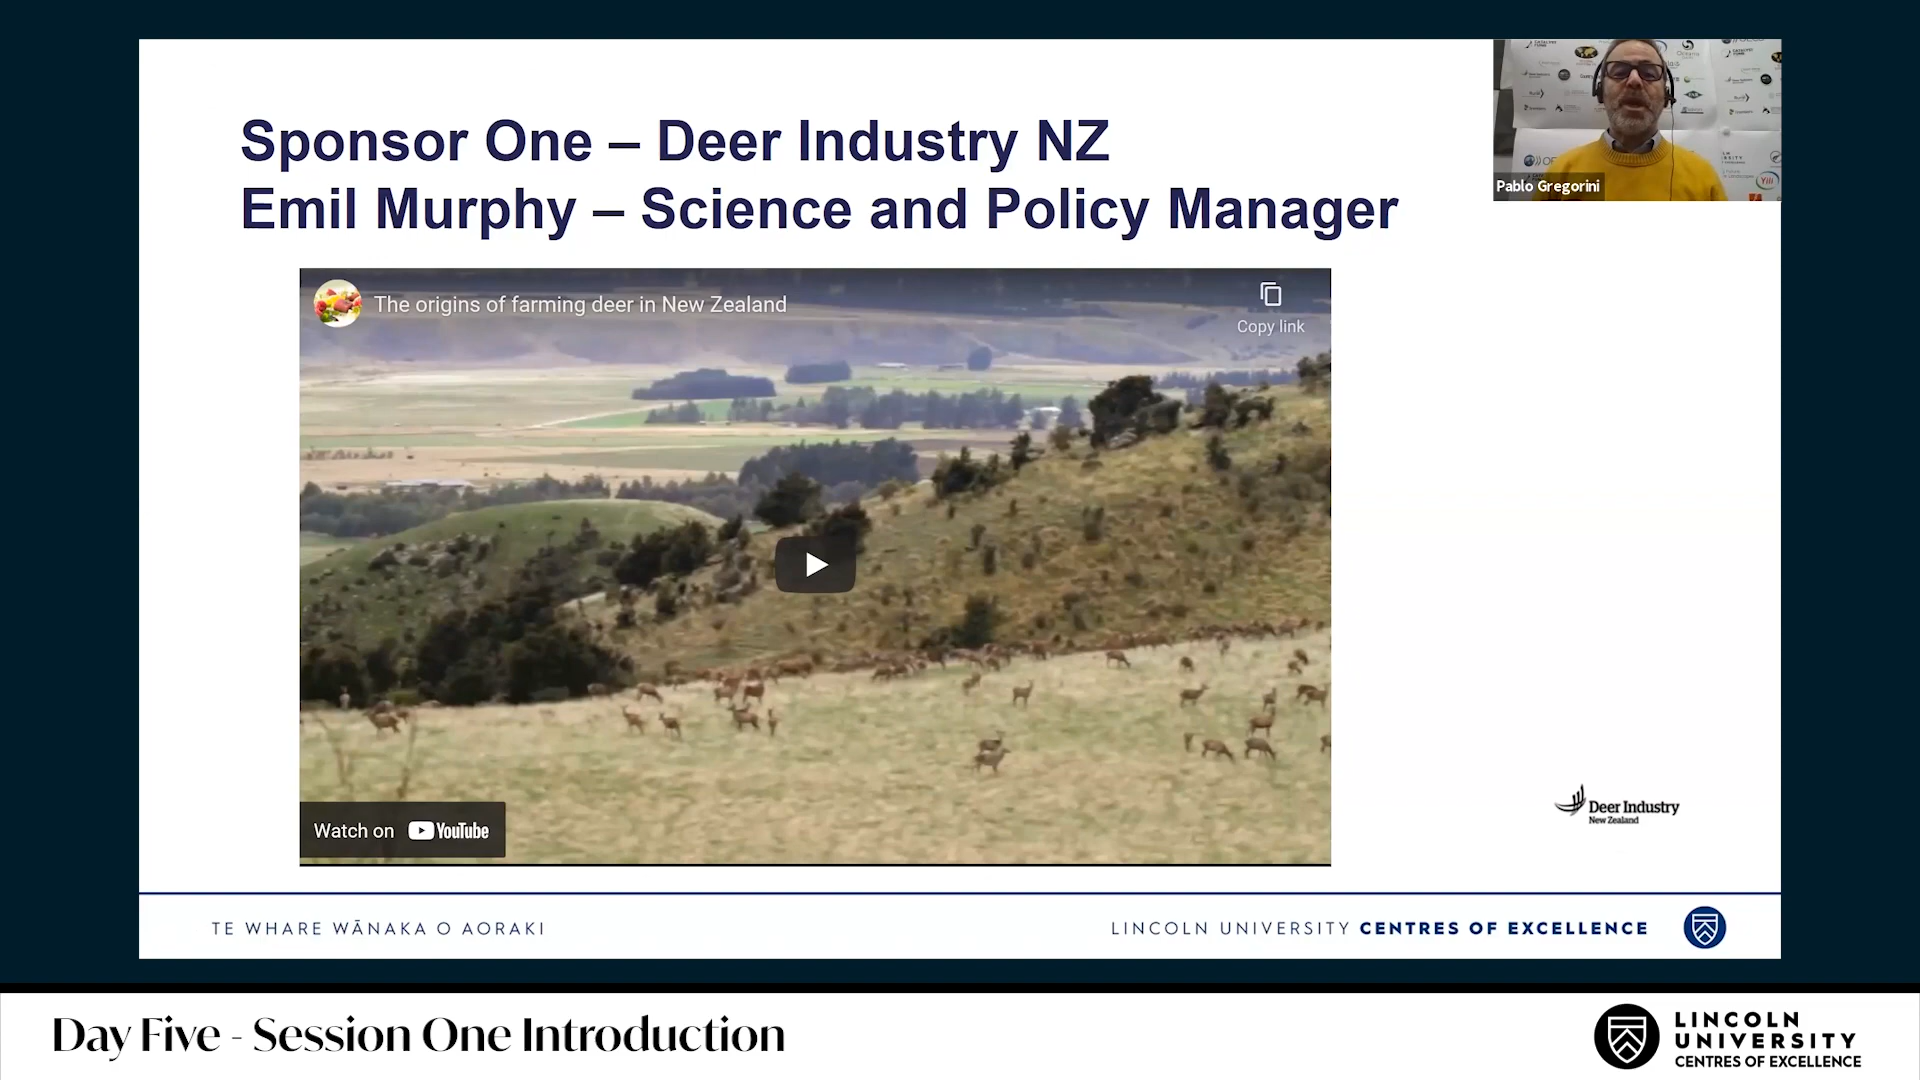 Sponsor One – Deer Industry NZ
Emil Murphy – Science and Policy Manager
Pablo Gregorini
The origins of farming deer in New Zealand
Copy link
Watch on YouTube
Deer Industry
New Zealand
TE WHARE WĀNAKA O AORAKI
LINCOLN UNIVERSITY CENTRES OF EXCELLENCE
Day Five - Session One Introduction
LINCOLN
UNIVERSITY
CENTRES OF EXCELLENCE